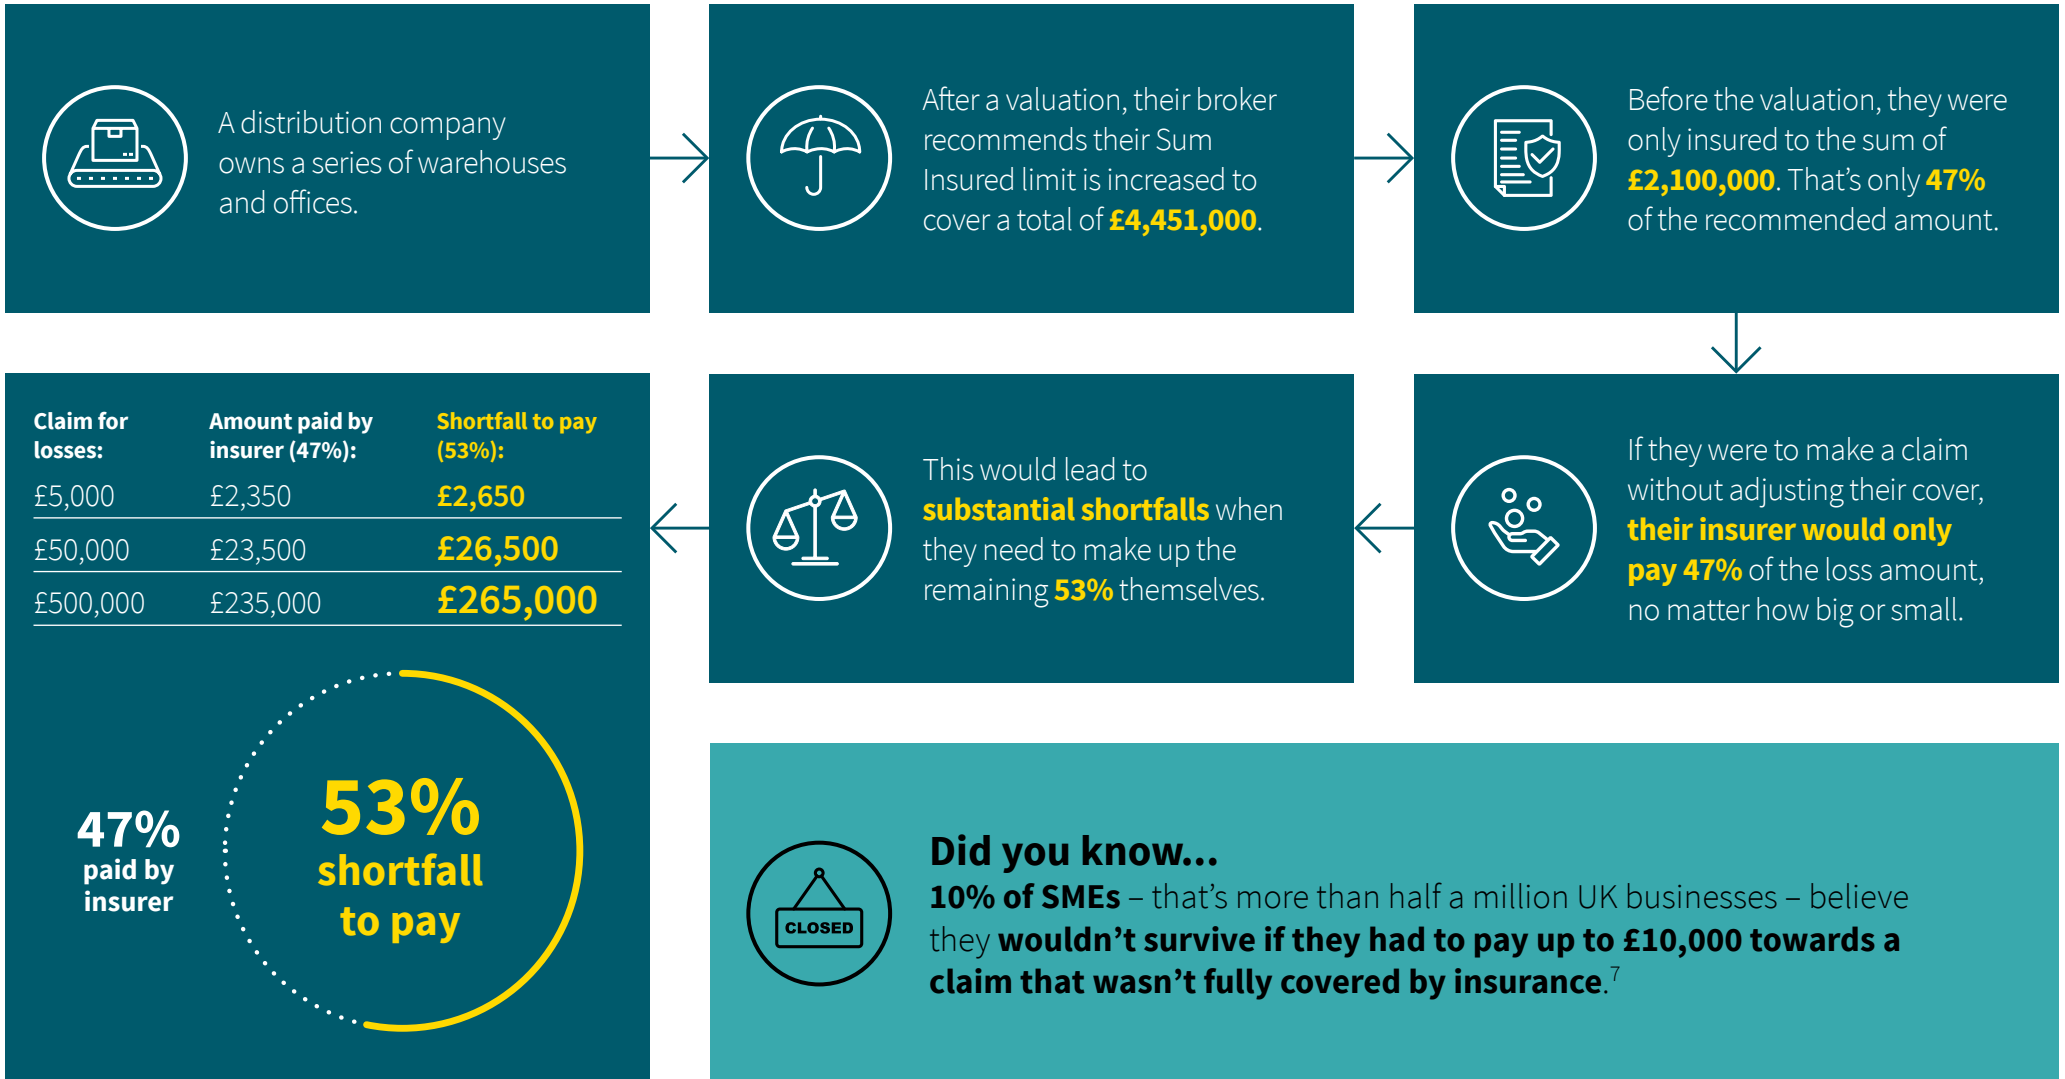 A distribution company
owns a series of warehouses
and offices.
After a valuation, their broker
recommends their Sum
Insured limit is increased to
cover a total of £4,451,000.
Before the valuation, they were
only insured to the sum of
£2,100,000. That’s only 47%
of the recommended amount.
If they were to make a claim
without adjusting their cover,
their insurer would only
pay 47% of the loss amount,
no matter how big or small.
This would lead to
substantial shortfalls when
they need to make up the
remaining 53% themselves.
Claim for losses: Amount paid by insurer (47%): Shortfall to pay (53%):
£5,000 £2,350 £2,650
£50,000 £23,500 £26,500
£500,000 £235,000 £265,000
47%
paid by
insurer
53%
shortfall
to pay
CLOSED
Did you know...
10% of SMEs – that’s more than half a million UK businesses – believe
they wouldn’t survive if they had to pay up to £10,000 towards a
claim that wasn’t fully covered by insurance.7